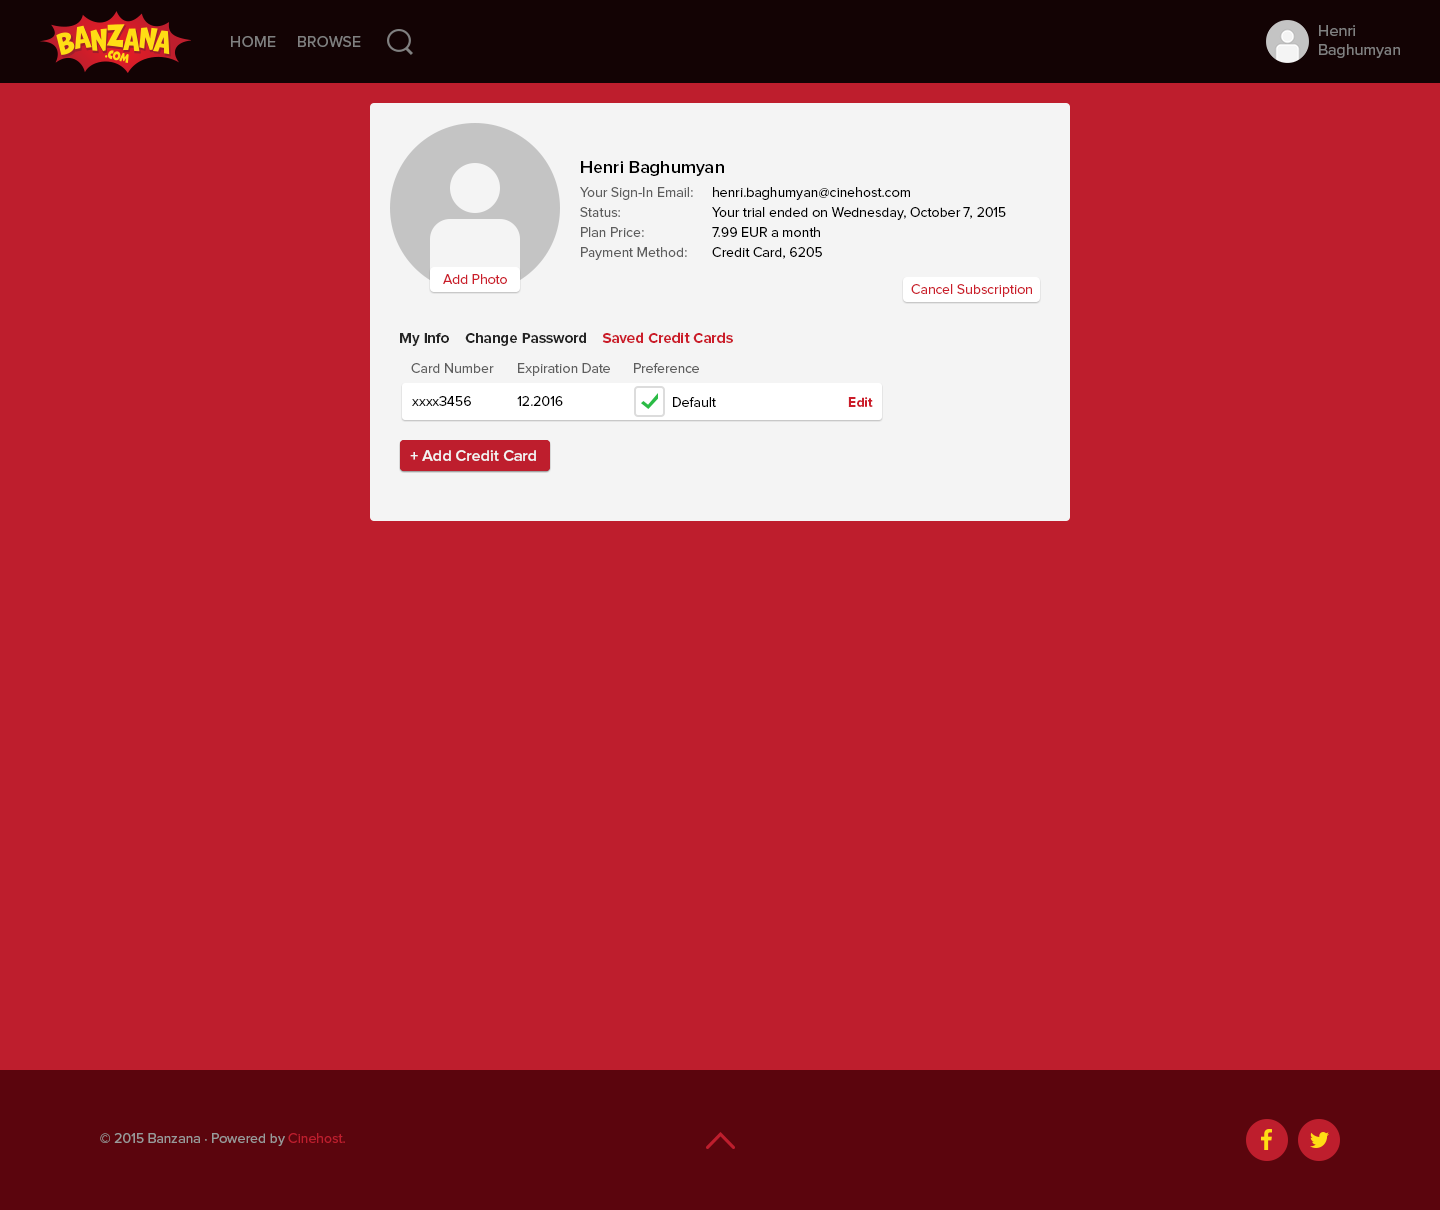 BANZANA
.COM
HOME BROWSE
Henri
Baghumyan
Henri Baghumyan
Your Sign-In Email: henri.baghumyan@cinehost.com
Status: Your trial ended on Wednesday, October 7, 2015
Plan Price: 7.99 EUR a month
Payment Method: Credit Card, 6205
Add Photo
Cancel Subscription
My Info Change Password Saved Credit Cards
Card Number Expiration Date Preference
xxxx3456 12.2016 Default Edit
+ Add Credit Card
© 2015 Banzana · Powered by Cinehost.